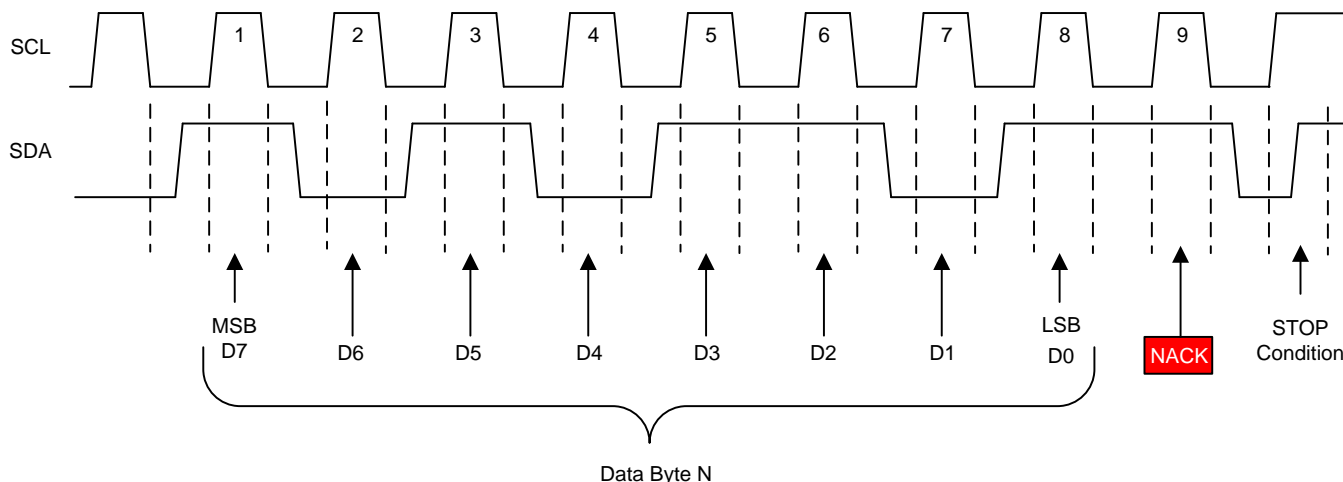 SCL
1 2 3 4 5 6 7 8 9
SDA
MSB
D7 D6 D5 D4 D3 D2 D1
LSB
D0
NACK
STOP
Condition
Data Byte N